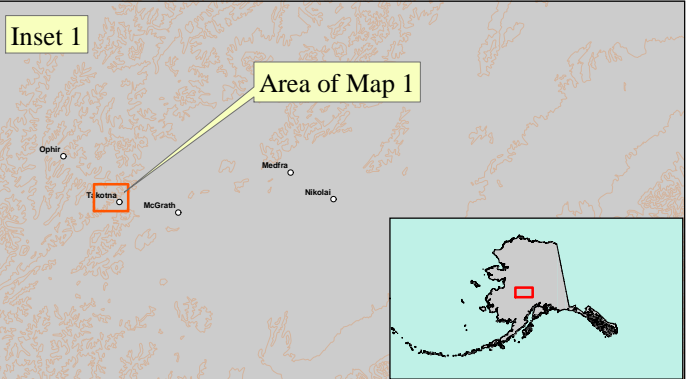 Inset 1
Area of Map 1
Ophir
Medfra
Takotna
Nikolai
McGrath